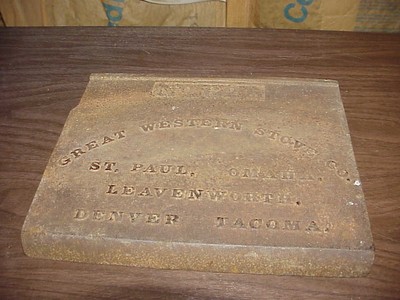 GREAT WESTERN STOVE CO.
ST. PAUL, OMAHA.
LEAVENWORTH.
DENVER TACOMA.